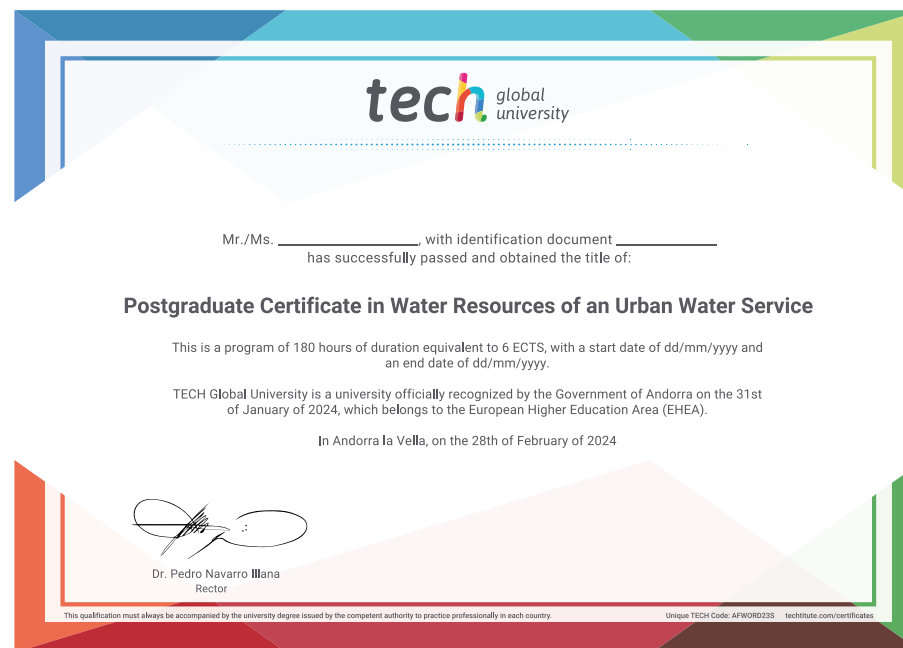 tech global
university
Mr./Ms. ____________, with identification document ____________
has successfully passed and obtained the title of:
Postgraduate Certificate in Water Resources of an Urban Water Service
This is a program of 180 hours of duration equivalent to 6 ECTS, with a start date of dd/mm/yyyy and
an end date of dd/mm/yyyy.
TECH Global University is a university officially recognized by the Government of Andorra on the 31st
of January of 2024, which belongs to the European Higher Education Area (EHEA).
In Andorra la Vella, on the 28th of February of 2024
Dr. Pedro Navarro Illana
Rector
This qualification must always be accompanied by the university degree issued by the competent authority to practice professionally in each country.
Unique TECH Code: AFWORD23S techtitute.com/certificates